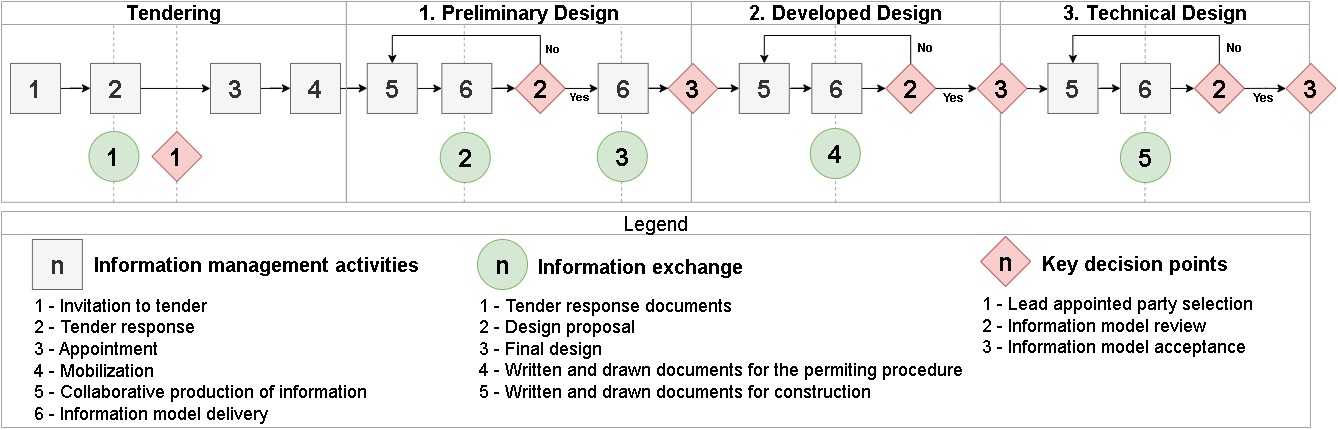 Tendering
1. Preliminary Design
2. Developed Design
3. Technical Design
No
No
No
1
2
3
4
5
6
2
Yes
6
3
5
6
2
Yes
3
5
6
2
Yes
3
1
1
2
3
4
5
Legend
n
Information management activities
1 - Invitation to tender
2 - Tender response
3 - Appointment
4 - Mobilization
5 - Collaborative production of information
6 - Information model delivery
n
Information exchange
1 - Tender response documents
2 - Design proposal
3 - Final design
4 - Written and drawn documents for the permiting procedure
5 - Written and drawn documents for construction
n
Key decision points
1 - Lead appointed party selection
2 - Information model review
3 - Information model acceptance